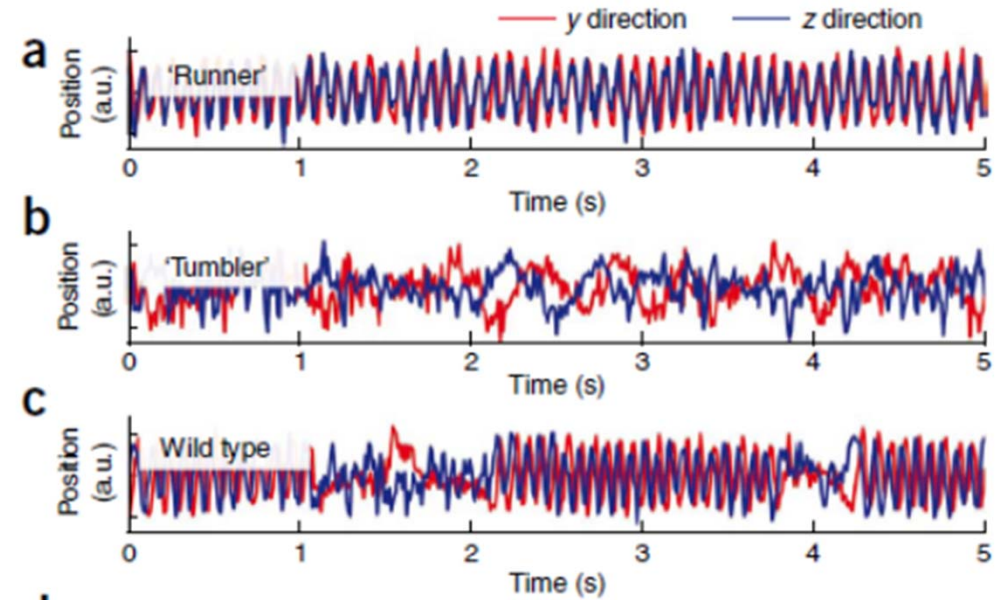 y direction z direction
a
Position
(a.u.)
'Runner'
0 1 2 3 4 5
Time (s)
b
Position
(a.u.)
'Tumbler'
0 1 2 3 4 5
Time (s)
c
Position
(a.u.)
Wild type
0 1 2 3 4 5
Time (s)